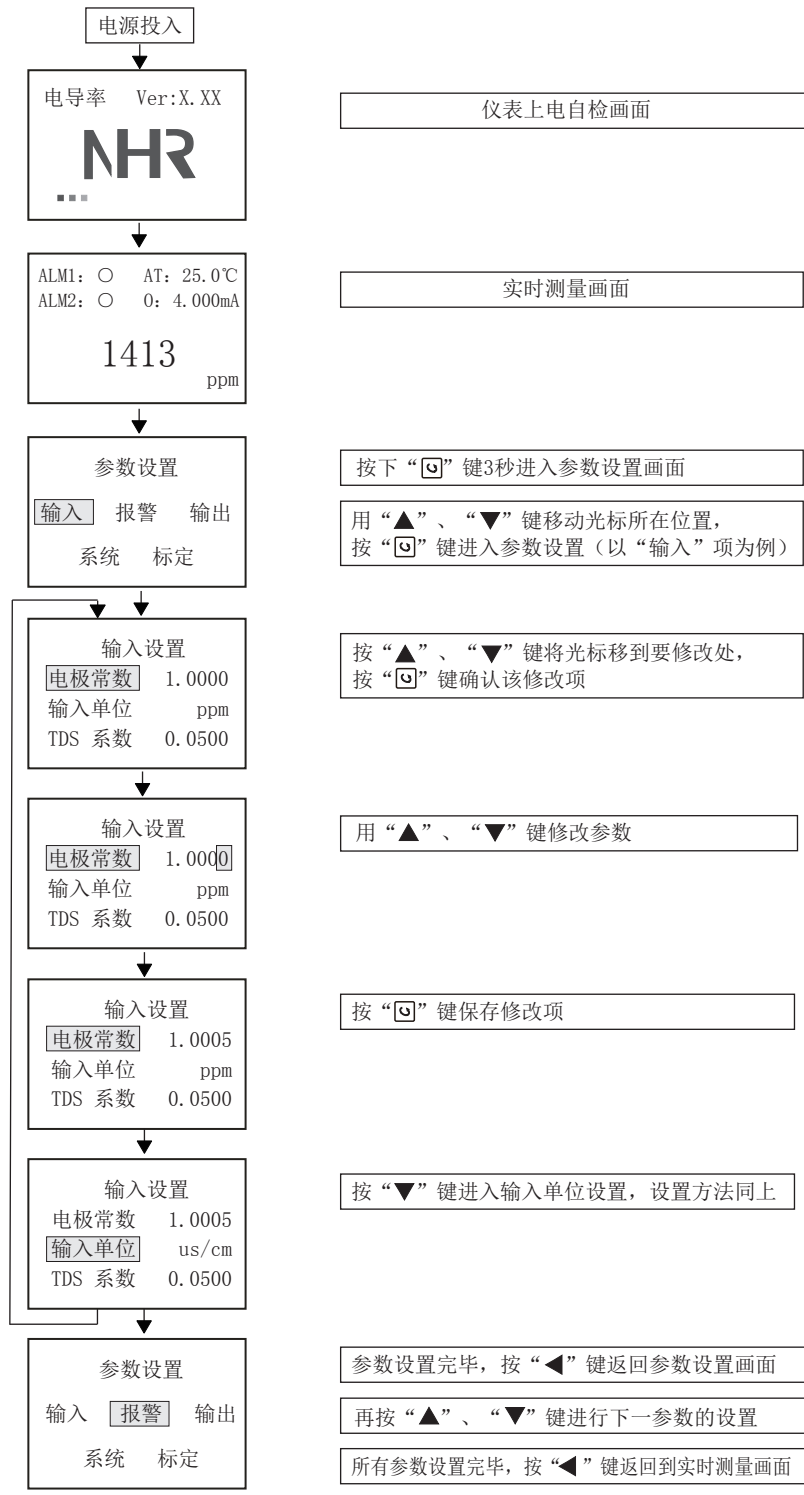 电源投入
电导率 Ver:X.XX
NHR
仪表上电自检画面
ALM1: ○ AT: 25.0℃
ALM2: ○ O: 4.000mA
1413
ppm
实时测量画面
参数设置
输入 报警 输出
系统 标定
按下“”键3秒进入参数设置画面
用“▲”、“▼”键移动光标所在位置，
按“”键进入参数设置（以“输入”项为例）
输入设置
电极常数 1.0000
输入单位 ppm
TDS 系数 0.0500
按“▲”、“▼”键将光标移到要修改处，
按“”键确认该修改项
输入设置
电极常数 1.0000
输入单位 ppm
TDS 系数 0.0500
用“▲”、“▼”键修改参数
输入设置
电极常数 1.0005
输入单位 ppm
TDS 系数 0.0500
按“”键保存修改项
输入设置
电极常数 1.0005
输入单位 us/cm
TDS 系数 0.0500
按“▼”键进入输入单位设置，设置方法同上
参数设置
输入 报警 输出
系统 标定
参数设置完毕，按“◀”键返回参数设置画面
再按“▲”、“▼”键进行下一参数的设置
所有参数设置完毕，按“◀”键返回到实时测量画面